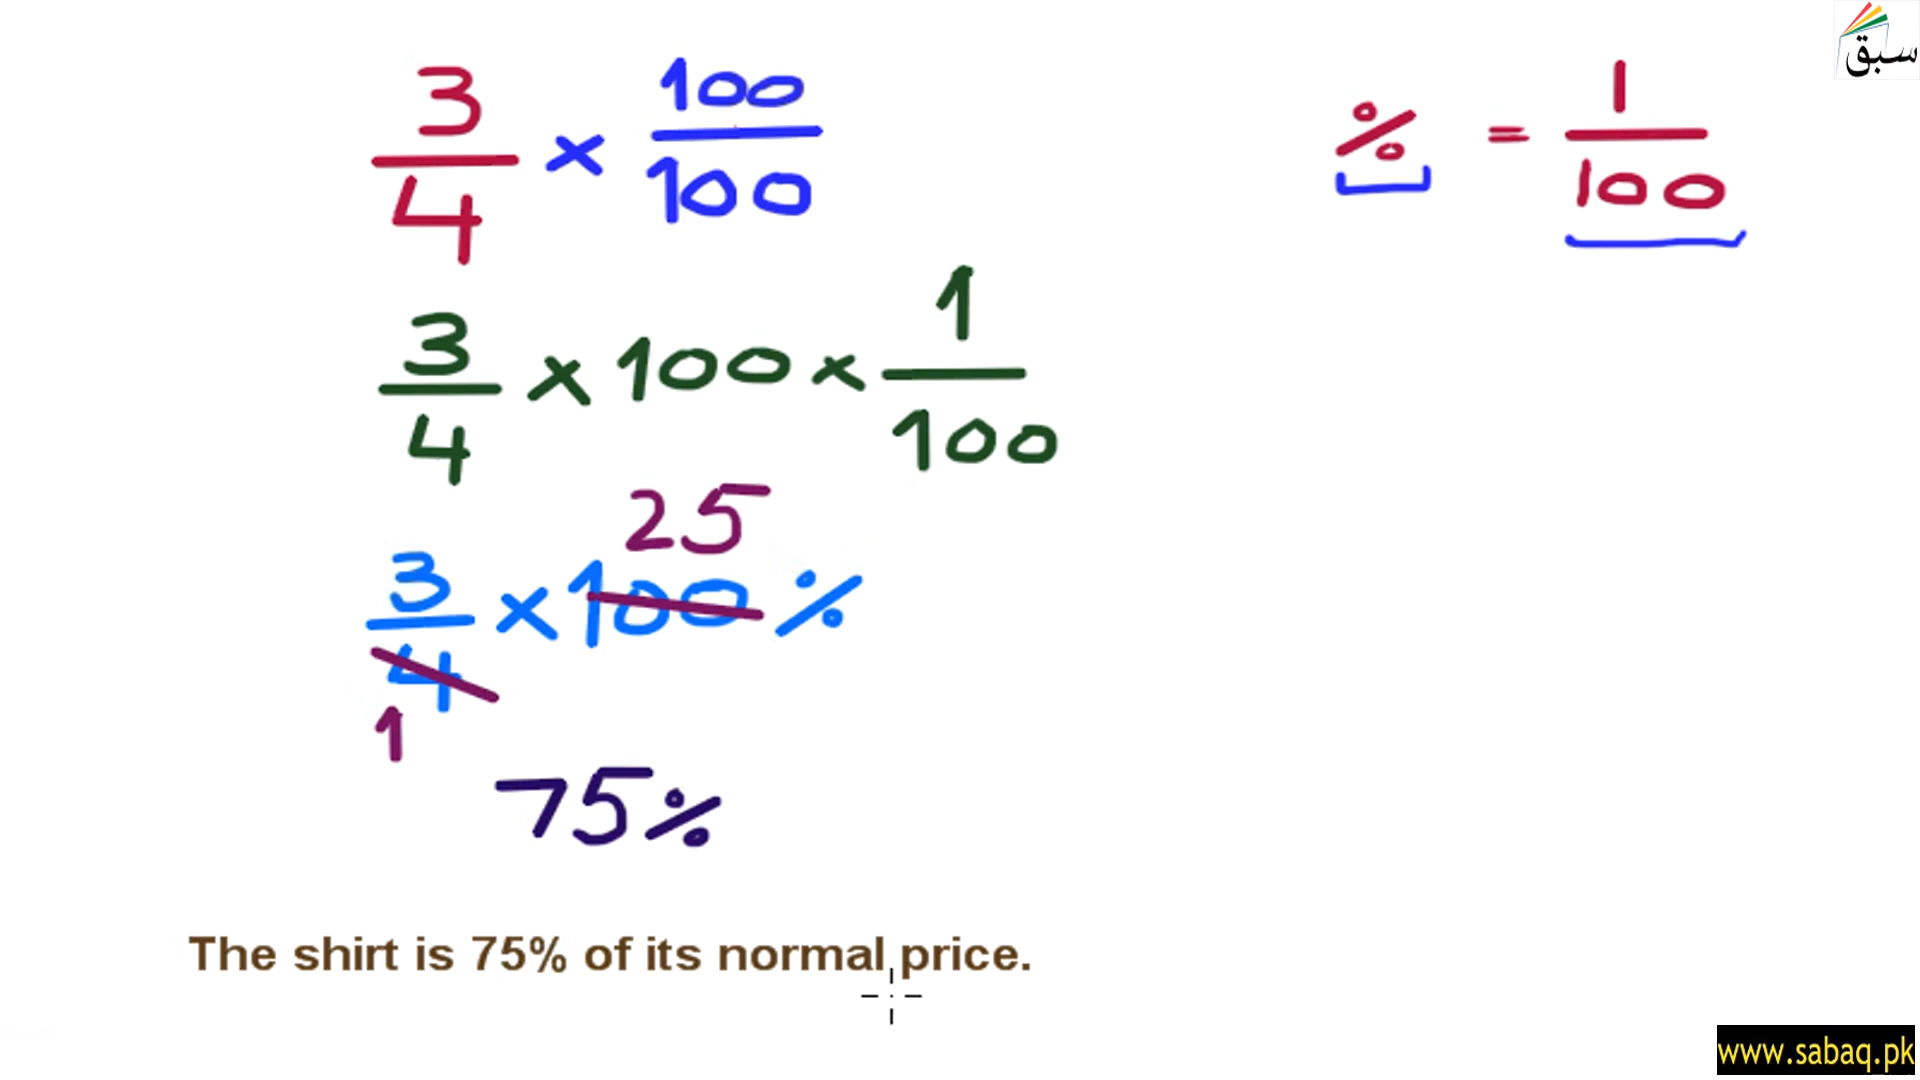 سبق
3/4 × 100/100
% = 1/100
3/4 × 100 × 1/100
25
3/4 × 100 %
1
75%
The shirt is 75% of its normal price.
www.sabaq.pk